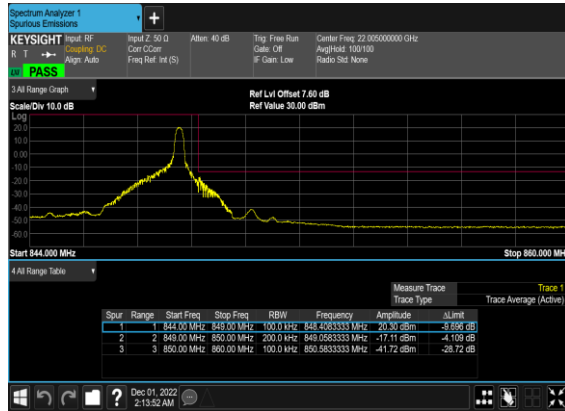 Spectrum Analyzer 1
Spurious Emissions
KEYSIGHT Input: RF Input Z: 50 Ω Atten: 40 dB Trig: Free Run Center Freq: 22.005000000 GHz
R T Coupling: DC Corr CCorr Gate: Off Avg|Hold: 100/100
Align: Auto Freq Ref: Int (S) IF Gain: Low Radio Std: None
PASS
3 All Range Graph
Ref Lvl Offset 7.60 dB
Scale/Div 10.0 dB Ref Value 30.00 dBm
Log
20.0
10.0
0.00
-10.0
-20.0
-30.0
-40.0
-50.0
-60.0
Start 844.000 MHz Stop 860.000 MH
4 All Range Table
Measure Trace Trace 1
Trace Type Trace Average (Active)
Spur Range Start Freq Stop Freq RBW Frequency Amplitude ΔLimit
1 1 844.00 MHz 849.00 MHz 100.0 kHz 848.4083333 MHz 20.30 dBm -9.696 dB
2 2 849.00 MHz 850.00 MHz 200.0 kHz 849.0583333 MHz -17.11 dBm -4.109 dB
3 3 850.00 MHz 860.00 MHz 100.0 kHz 850.5833333 MHz -41.72 dBm -28.72 dB
? Dec 01, 2022
2:13:52 AM